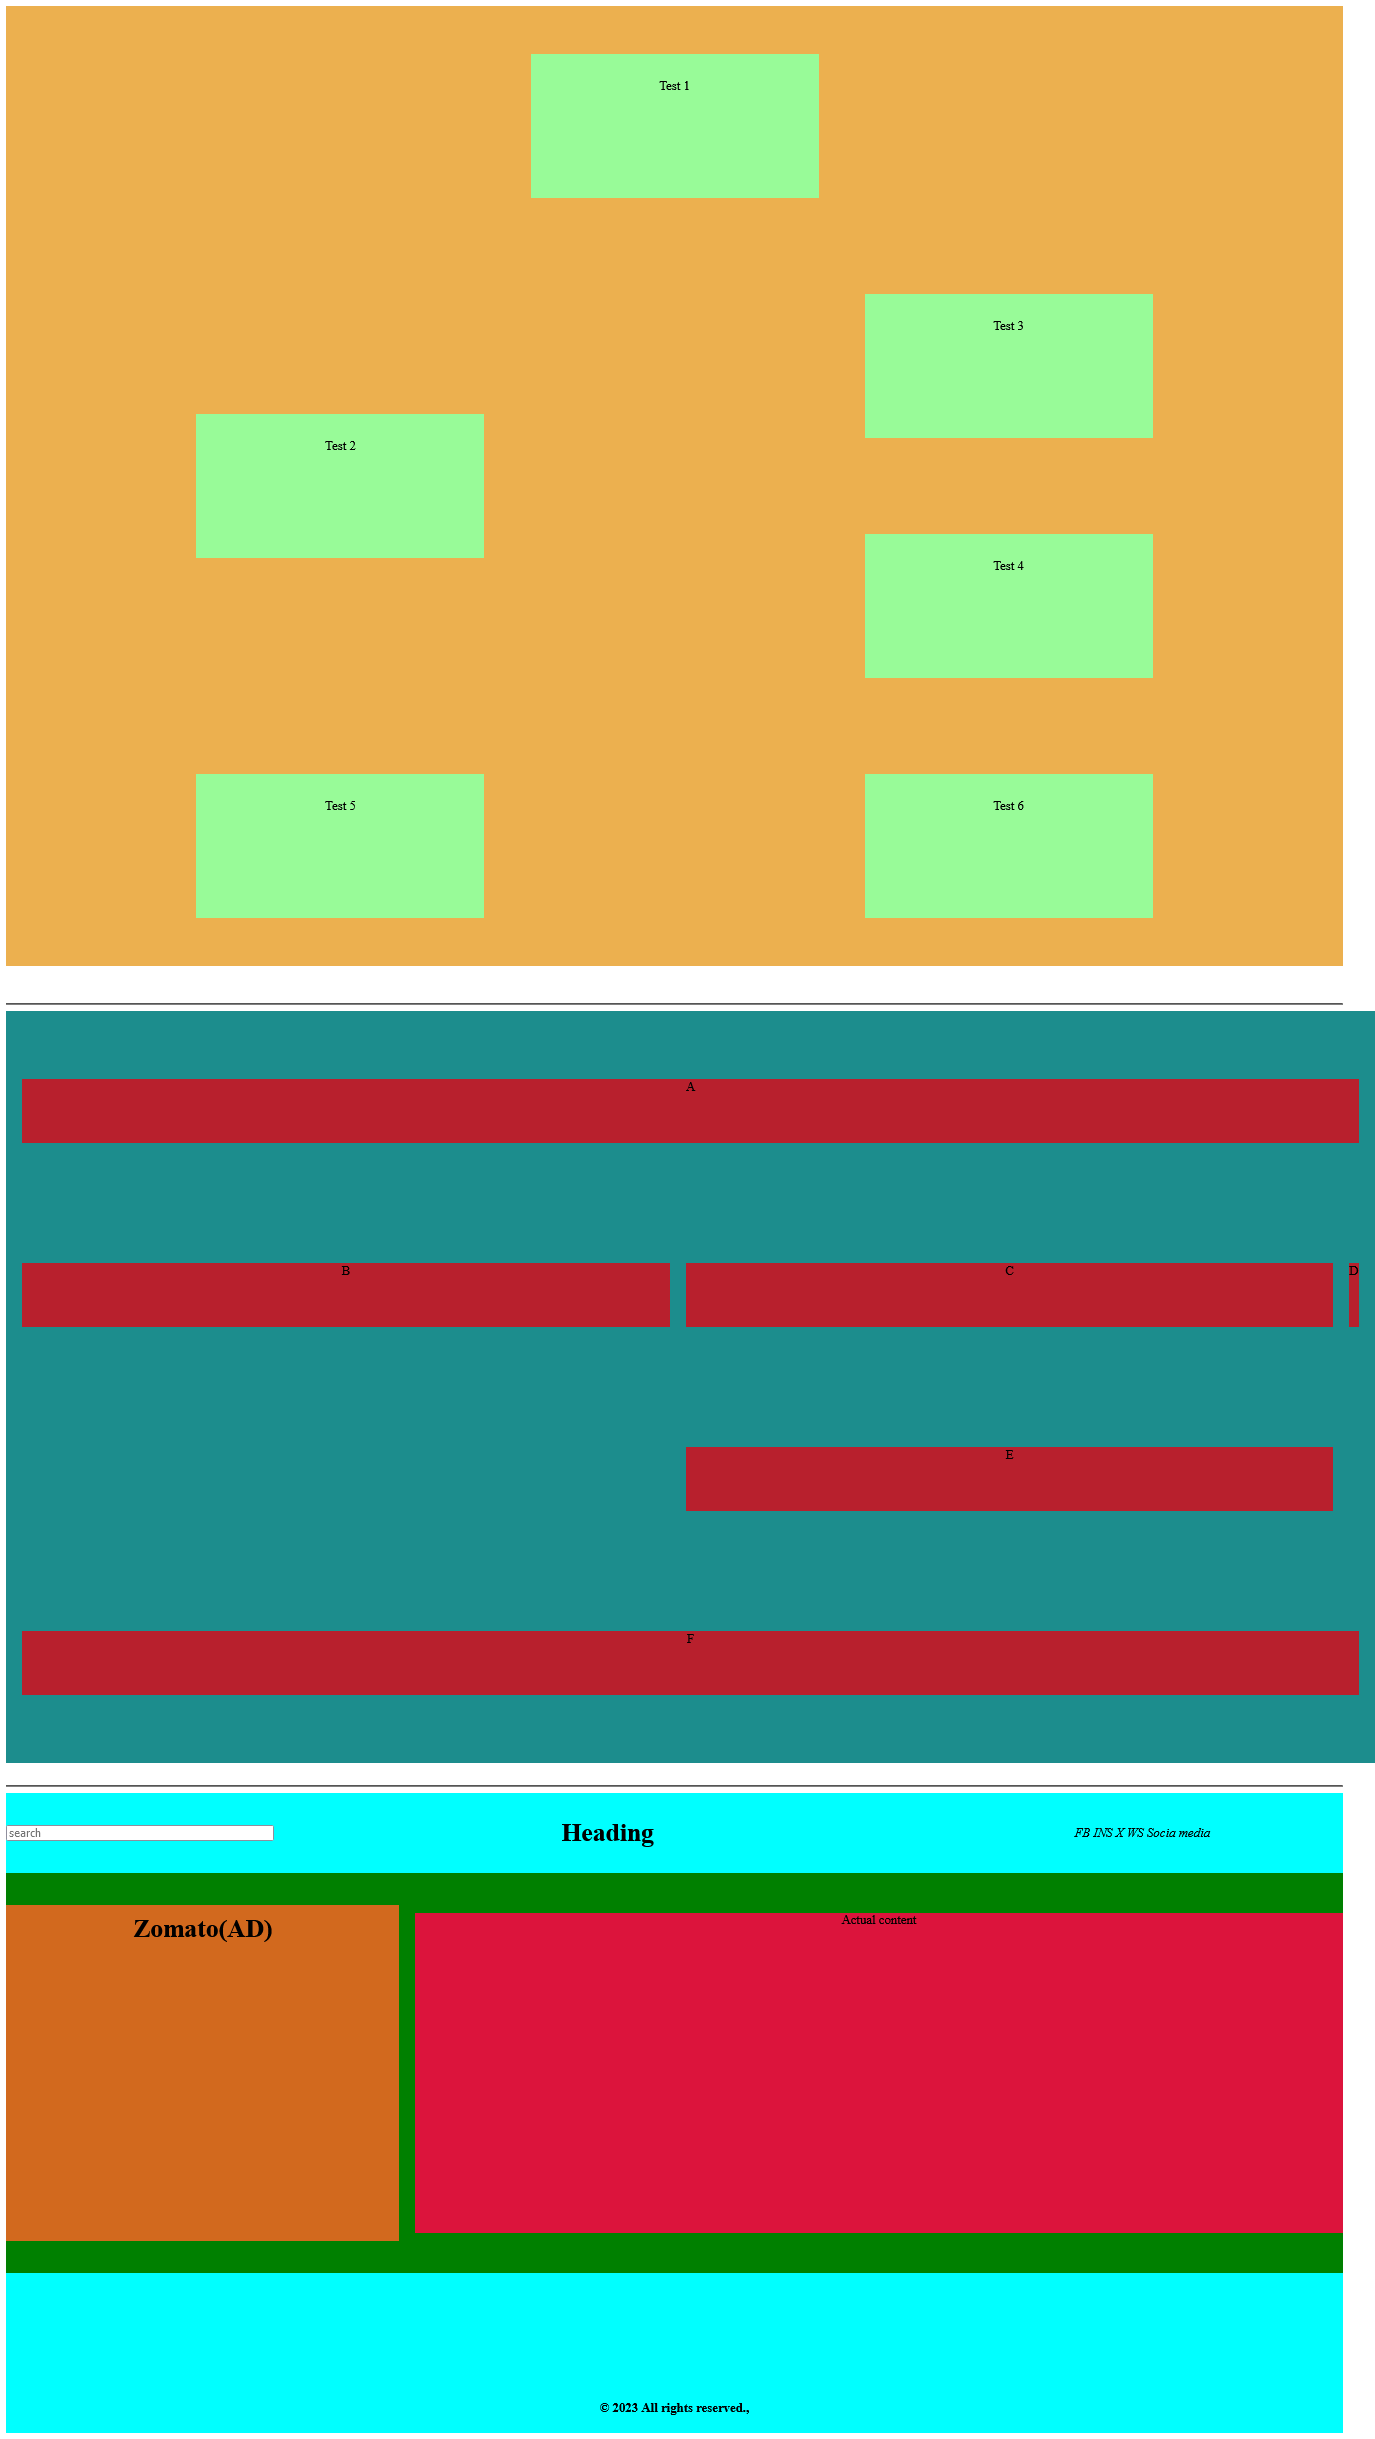 Test 1
Test 3
Test 2
Test 4
Test 5
Test 6
A
B
C
D
E
F
search
Heading
FB INS X WS Socia media
Zomato(AD)
Actual content
© 2023 All rights reserved.,